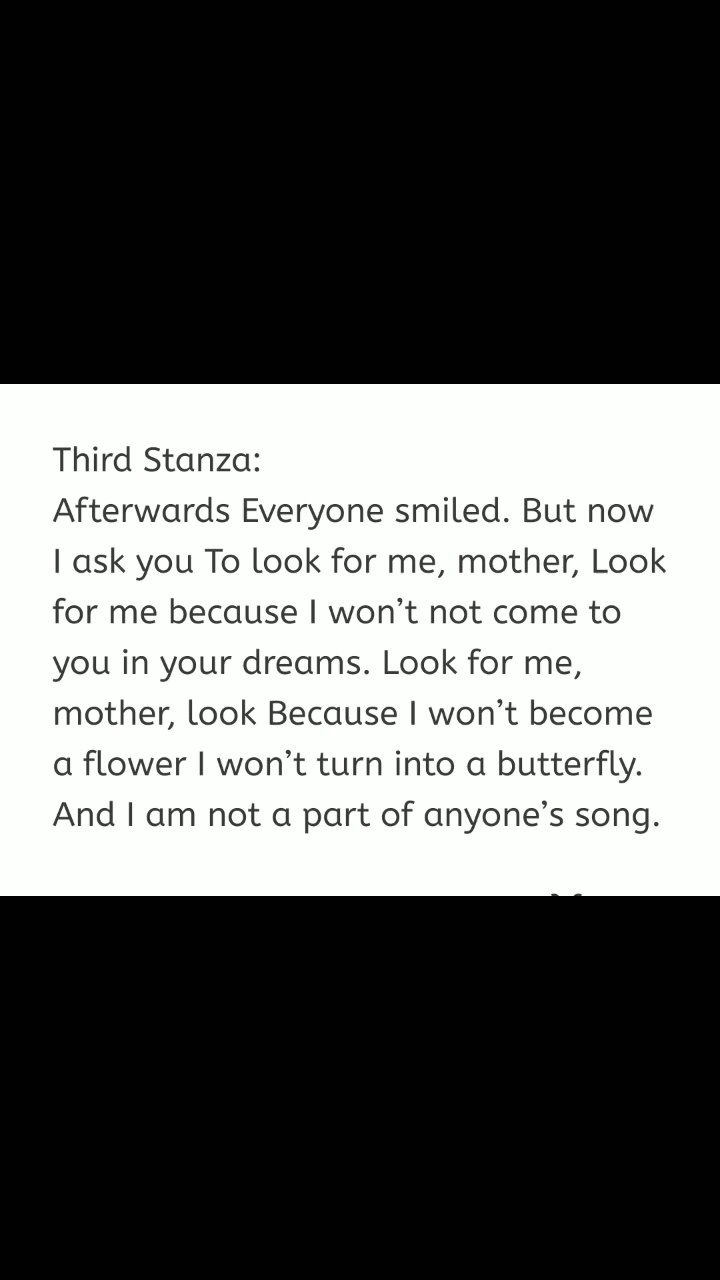 Third Stanza:
Afterwards Everyone smiled. But now
I ask you To look for me, mother, Look
for me because I won’t not come to
you in your dreams. Look for me,
mother, look Because I won’t become
a flower I won’t turn into a butterfly.
And I am not a part of anyone’s song.